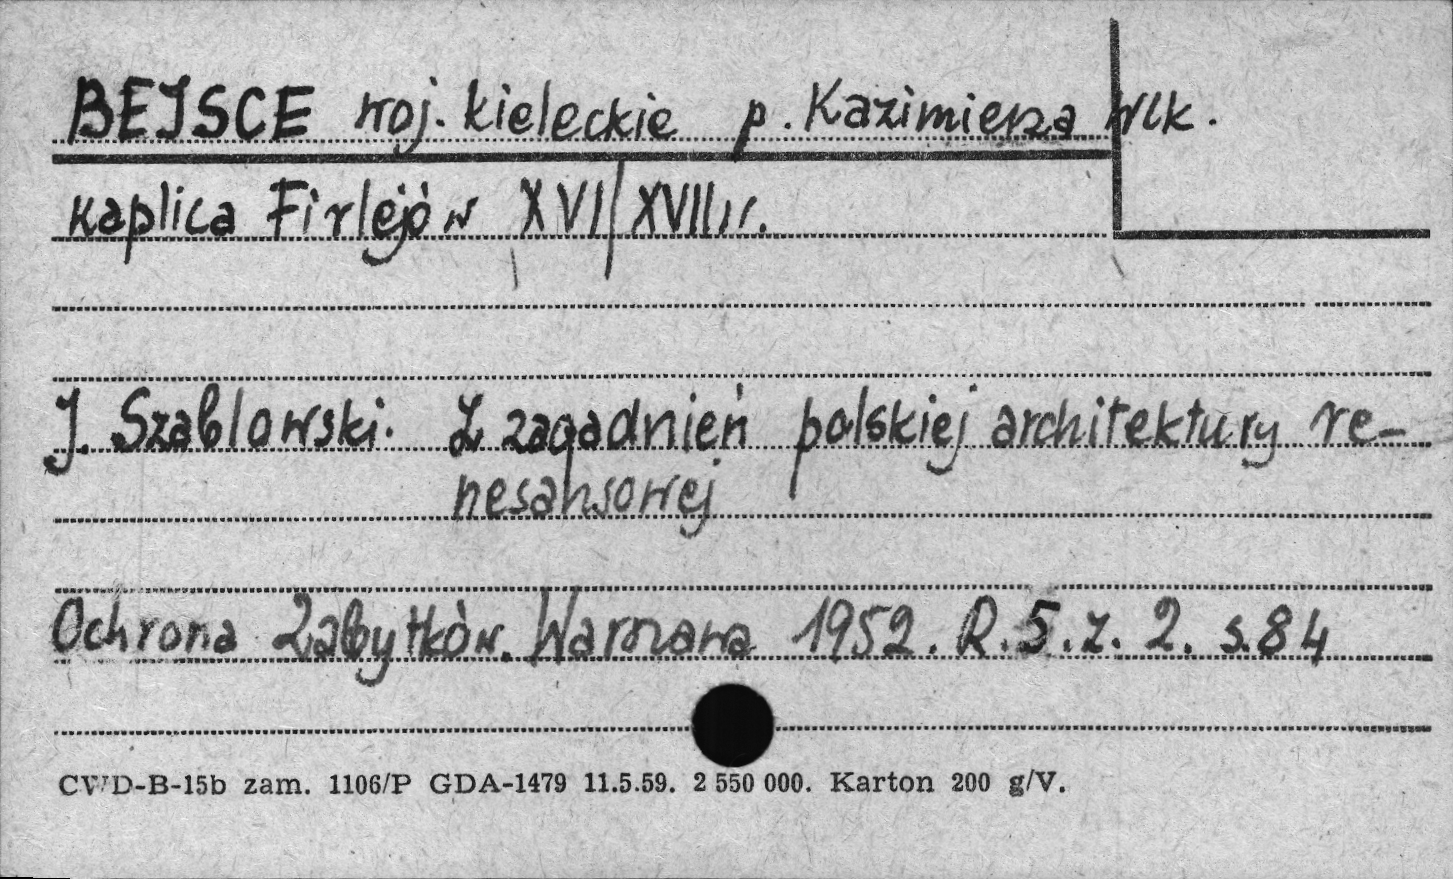 BEJSCE woj. kieleckie p. Kazimierza Wlk.
kaplica Firlejów XVI/XVII w.
J. Szablowski. Z zagadnień polskiej architektury re-
nesansowej
Ochrona Zabytków. Warszawa 1952. R.5.z. 2. s.84
CWD-B-15b zam. 1106/P GDA-1479 11.5.59. 2 550 000. Karton 200 g/V.